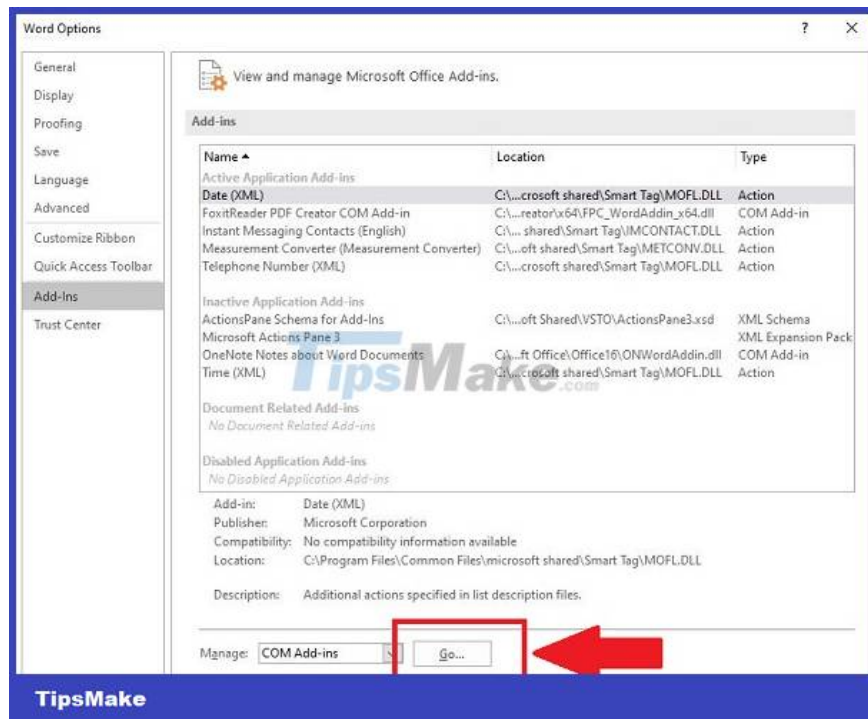 Word Options
General
Display
Proofing
Save
Language
Advanced
Customize Ribbon
Quick Access Toolbar
Add-Ins
Trust Center
View and manage Microsoft Office Add-ins.
Add-ins
Name Location Type
Active Application Add-ins
Date (XML) C:\...crosoft shared\Smart Tag\MOFL.DLL Action
FoxitReader PDF Creator COM Add-in C:\...reator\x64\FPC_WordAddin_x64.dll COM Add-in
Instant Messaging Contacts (English) C:\... shared\Smart Tag\IMCONTACT.DLL Action
Measurement Converter (Measurement Converter) C:\...oft shared\Smart Tag\METCONV.DLL Action
Telephone Number (XML) C:\...crosoft shared\Smart Tag\MOFL.DLL Action
Inactive Application Add-ins
ActionsPane Schema for Add-Ins C:\...oft Shared\VSTO\ActionsPane3.xsd XML Schema
Microsoft Actions Pane 3 XML Expansion Pack
OneNote Notes about Word Documents C:\...ft Office\Office16\ONWordAddin.dll COM Add-in
Time (XML) C:\...crosoft shared\Smart Tag\MOFL.DLL Action
TipsMake.com
Document Related Add-ins
No Document Related Add-ins
Disabled Application Add-ins
No Disabled Application Add-ins
Add-in: Date (XML)
Publisher: Microsoft Corporation
Compatibility: No compatibility information available
Location: C:\Program Files\Common Files\microsoft shared\Smart Tag\MOFL.DLL
Description: Additional actions specified in list description files.
Manage: COM Add-ins Go...
TipsMake